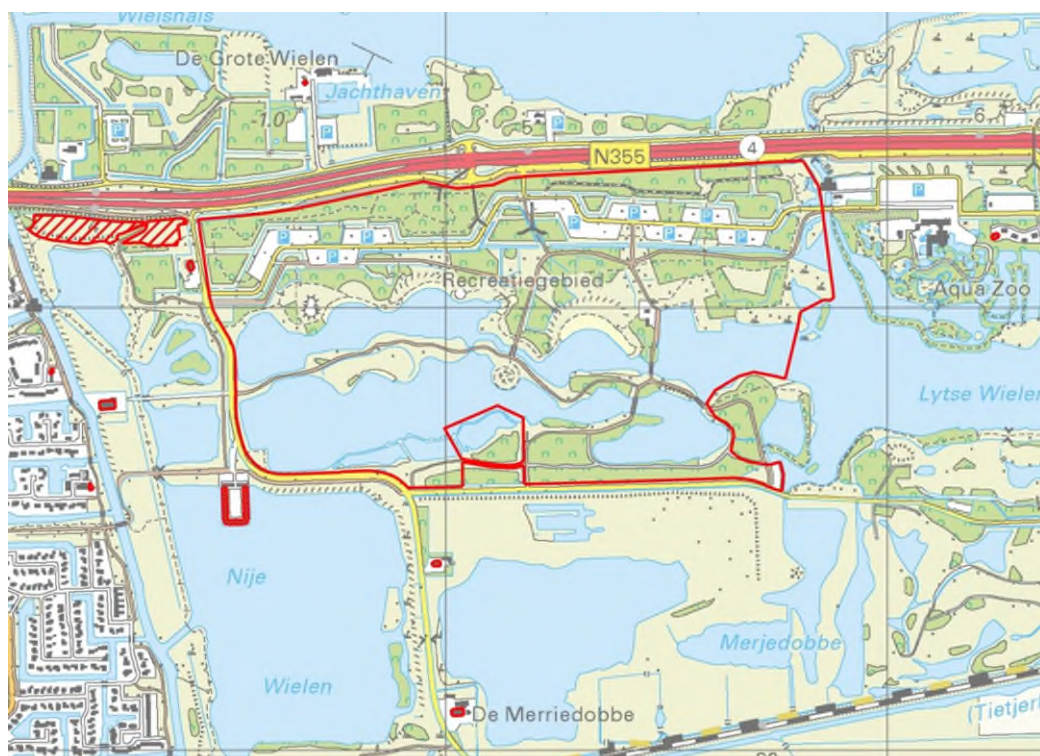 Wielshals
De Grote Wielen
Jachthaven
P
P
-1.0
5
P
6
N355
4
P
P
P
P
P
P
P
P
Recreatiegebied
Aqua Zoo
Lytse Wielen
Nije
Wielen
Merjedobbe
De Merriedobbe
(Tietjerk